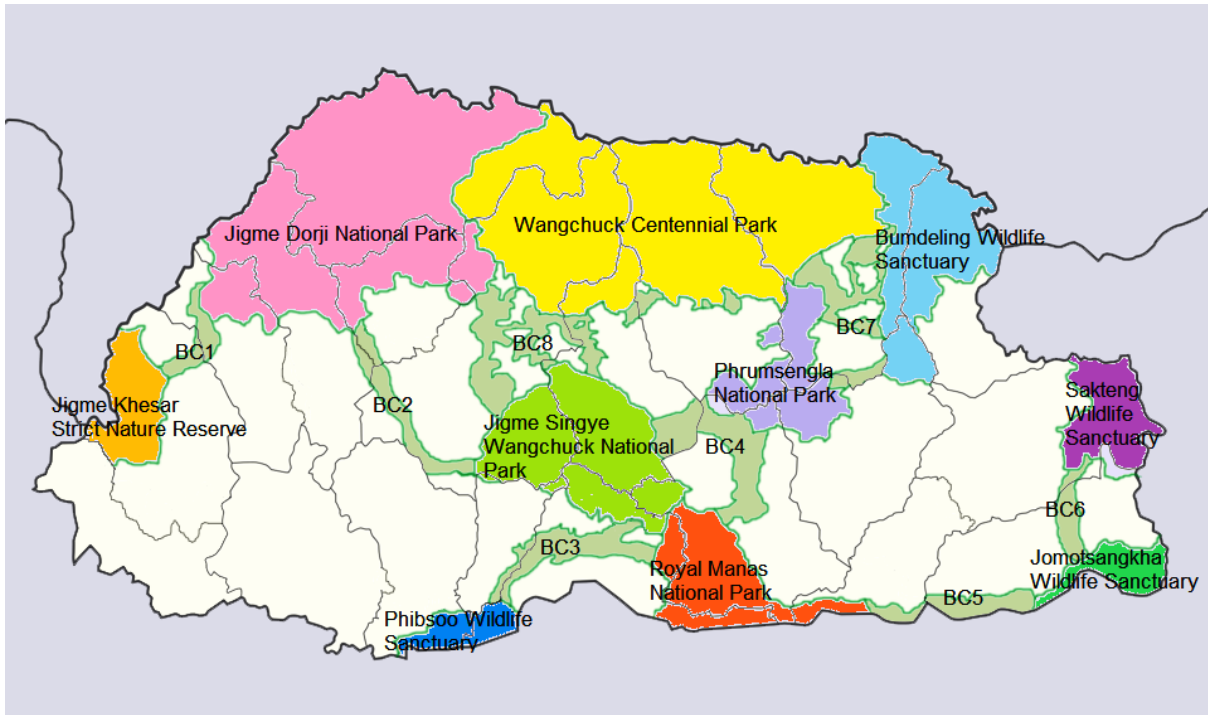 Jigme Dorji National Park
Wangchuck Centennial Park
Bumdeling Wildlife
Sanctuary
BC1
BC8
BC7
Phrumsengla
National Park
Jigme Khesar
Strict Nature Reserve
BC2
Jigme Singye
Wangchuck National
Park
BC4
Sakteng
Wildlife
Sanctuary
BC6
BC3
Royal Manas
National Park
Jomotsangkha
Wildlife Sanctuary
BC5
Phibsoo Wildlife
Sanctuary